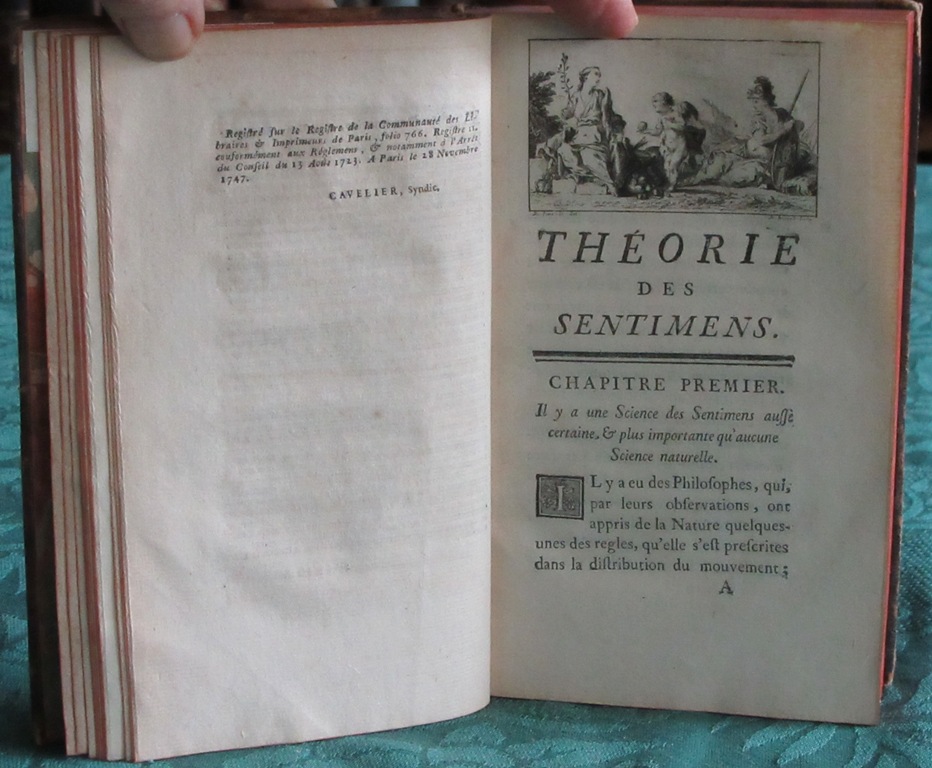 Regiſtré ſur le Regiſtre de la Communauté des
braires & Imprimeurs de Paris, folio 766. Regiſtre
conformément aux Réglemens, & notamment à l'Arrêt
du Conſeil du 15 Août 1723. A Paris le 28 Novembre
1747.
CAVELIER, Syndic.
THÉORIE
DES
SENTIMENS.
CHAPITRE PREMIER.
Il y a une Science des Sentimens auſſi
certaine, & plus importante qu'aucune
Science naturelle.
IL y a eu des Philoſophes, qui,
par leurs obſervations, ont
appris de la Nature quelques-
unes des regles, qu'elle s'eſt preſcrites
dans la diſtribution du mouvement;
A